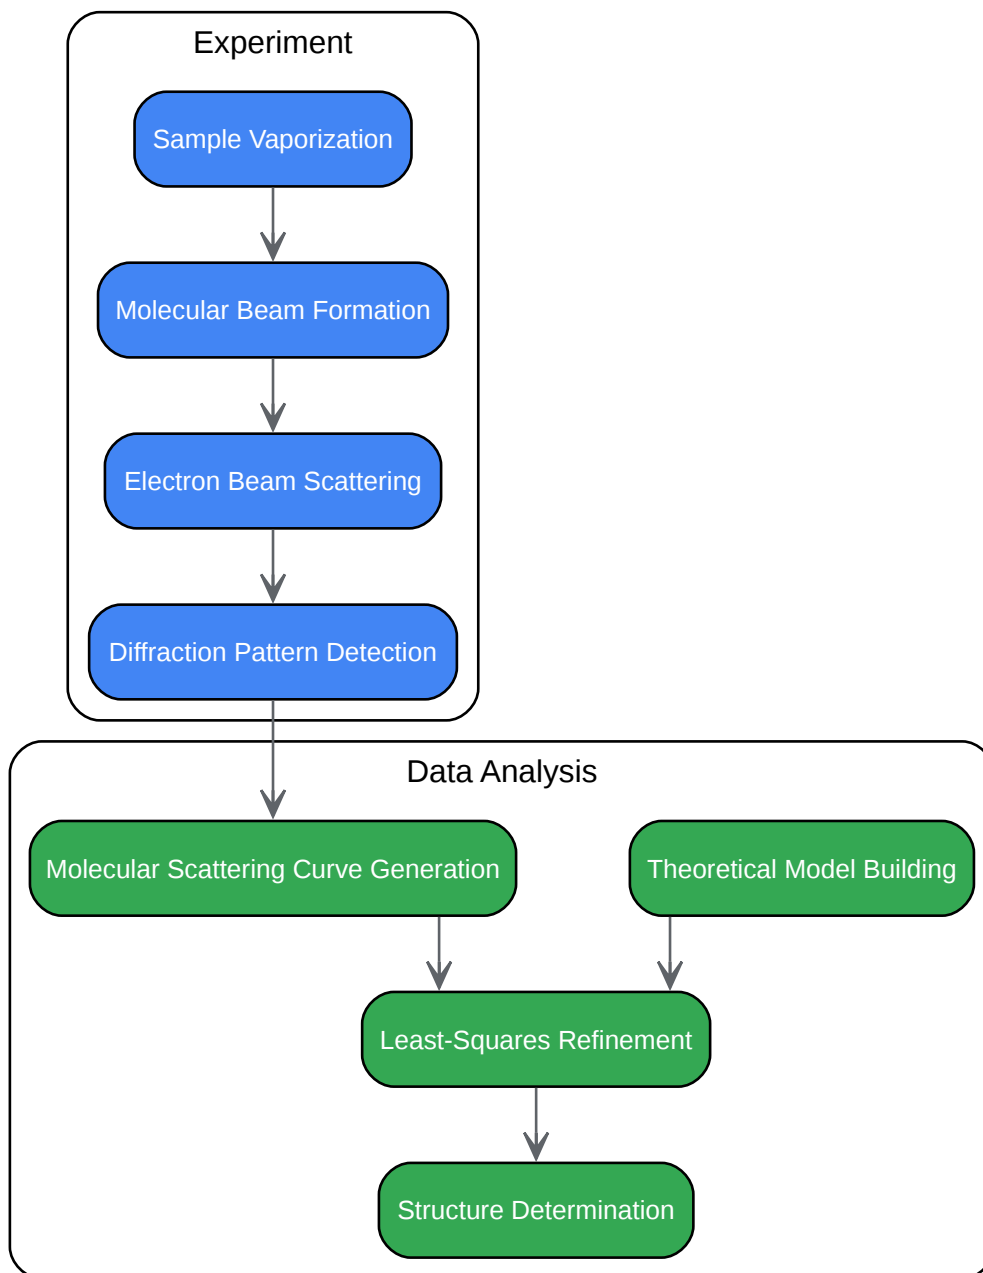 Experiment
Sample Vaporization
Molecular Beam Formation
Electron Beam Scattering
Diffraction Pattern Detection
Data Analysis
Molecular Scattering Curve Generation
Theoretical Model Building
Least-Squares Refinement
Structure Determination